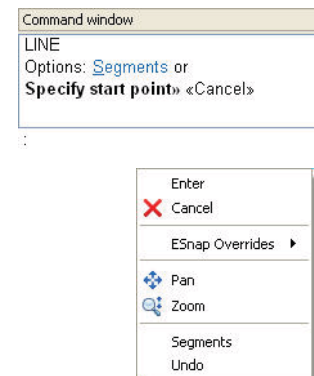 Command window
LINE
Options: Segments or
Specify start point» «Cancel»
:
Enter
Cancel
ESnap Overrides
Pan
Zoom
Segments
Undo